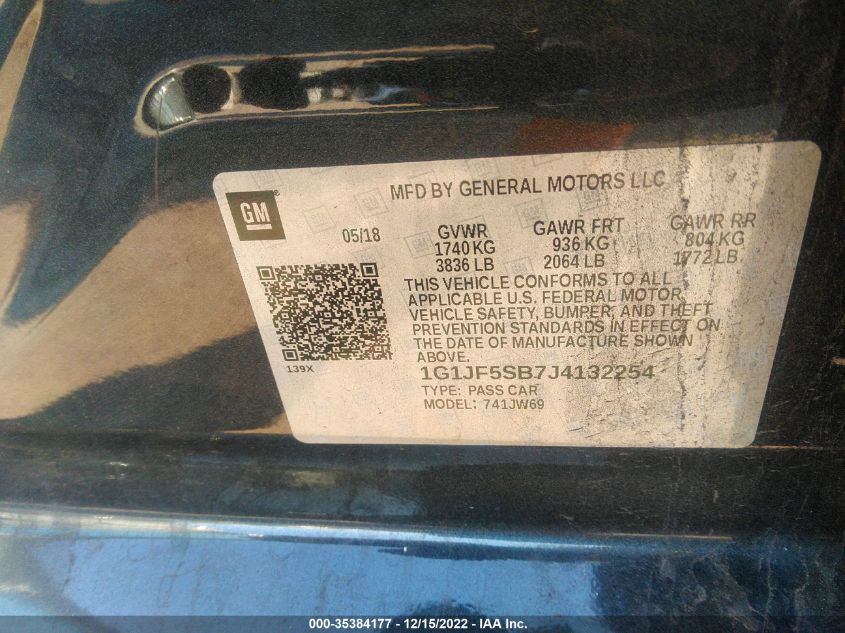 MFD BY GENERAL MOTORS LLC
GM
®
05/18
GVWR GAWR FRT GAWR RR
1740 KG 936 KG 804 KG
3836 LB 2064 LB 1772 LB
THIS VEHICLE CONFORMS TO ALL
APPLICABLE U.S. FEDERAL MOTOR
VEHICLE SAFETY, BUMPER, AND THEFT
PREVENTION STANDARDS IN EFFECT ON
THE DATE OF MANUFACTURE SHOWN
ABOVE.
139X
1G1JF5SB7J4132254
TYPE: PASS CAR
MODEL: 741JW69
000-35384177 - 12/15/2022 - IAA Inc.